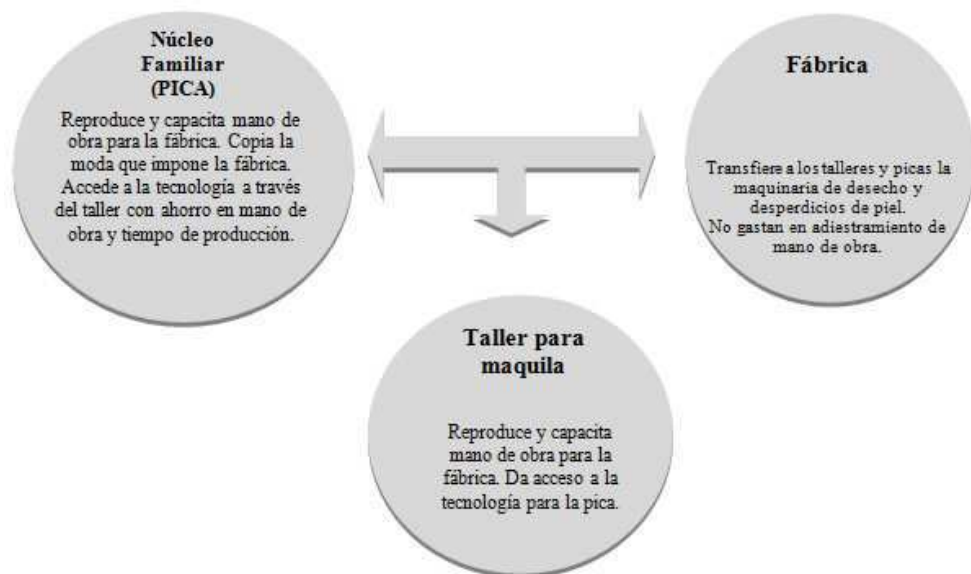 Núcleo
Familiar
(PICA)
Reproduce y capacita mano de
obra para la fábrica. Copia la
moda que impone la fábrica.
Accede a la tecnología a través
del taller con ahorro en mano de
obra y tiempo de producción.
Fábrica
Transfiere a los talleres y picas la
maquinaria de desecho y
desperdicios de piel.
No gastan en adiestramiento de
mano de obra.
Taller para
maquila
Reproduce y capacita
mano de obra para la
fábrica. Da acceso a la
tecnología para la pica.